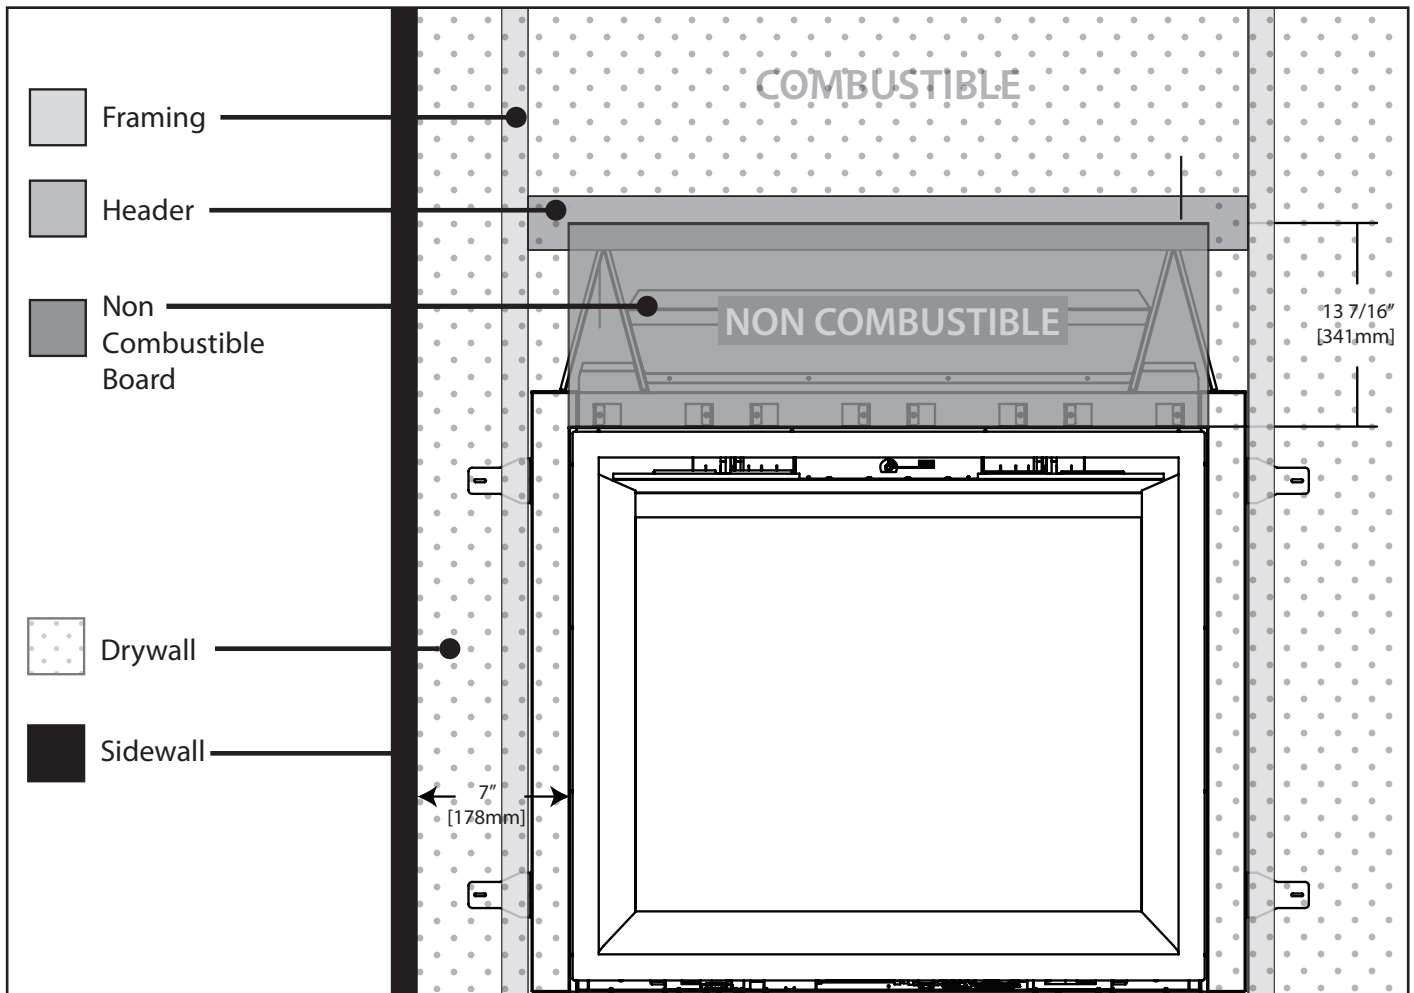 COMBUSTIBLE
Framing
Header
Non
Combustible
Board
NON COMBUSTIBLE
13 7/16”
[341mm]
Drywall
Sidewall
7”
[178mm]